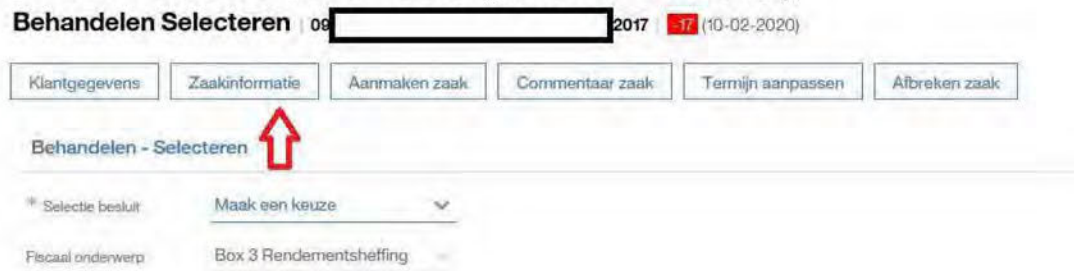 Behandelen Selecteren | 09 2017 | -17 (10-02-2020)
Klantgegevens Zaakinformatie Aanmaken zaak Commentaar zaak Termijn aanpassen Afbreken zaak
Behandelen - Selecteren
* Selectie besluit Maak een keuze
Fiscaal onderwerp Box 3 Rendementsheffing